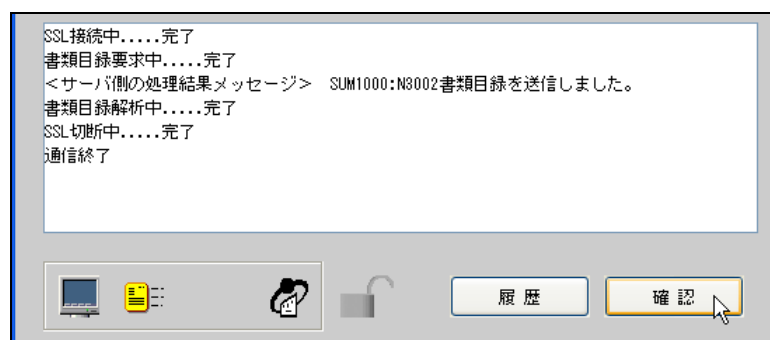 SSL接続中.....完了
書類目録要求中.....完了
<サーバ側の処理結果メッセージ> SUM1000:N3002書類目録を送信しました。
書類目録解析中.....完了
SSL切断中.....完了
通信終了
履 歴
確 認